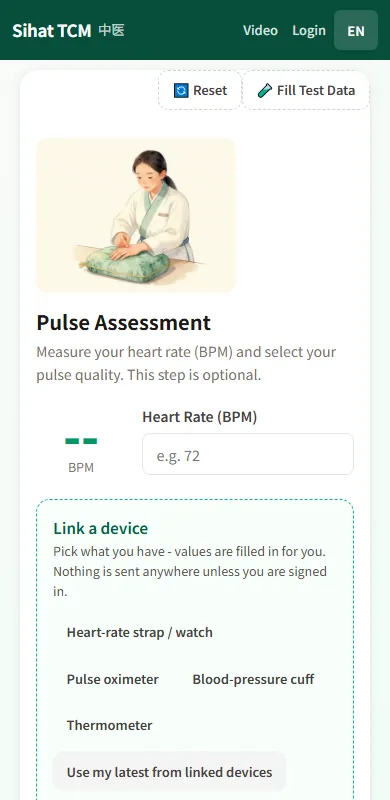 Sihat TCM 中医
Video Login EN
Reset Fill Test Data
Pulse Assessment
Measure your heart rate (BPM) and select your
pulse quality. This step is optional.
Heart Rate (BPM)
--
BPM
e.g. 72
Link a device
Pick what you have - values are filled in for you.
Nothing is sent anywhere unless you are signed
in.
Heart-rate strap / watch
Pulse oximeter Blood-pressure cuff
Thermometer
Use my latest from linked devices